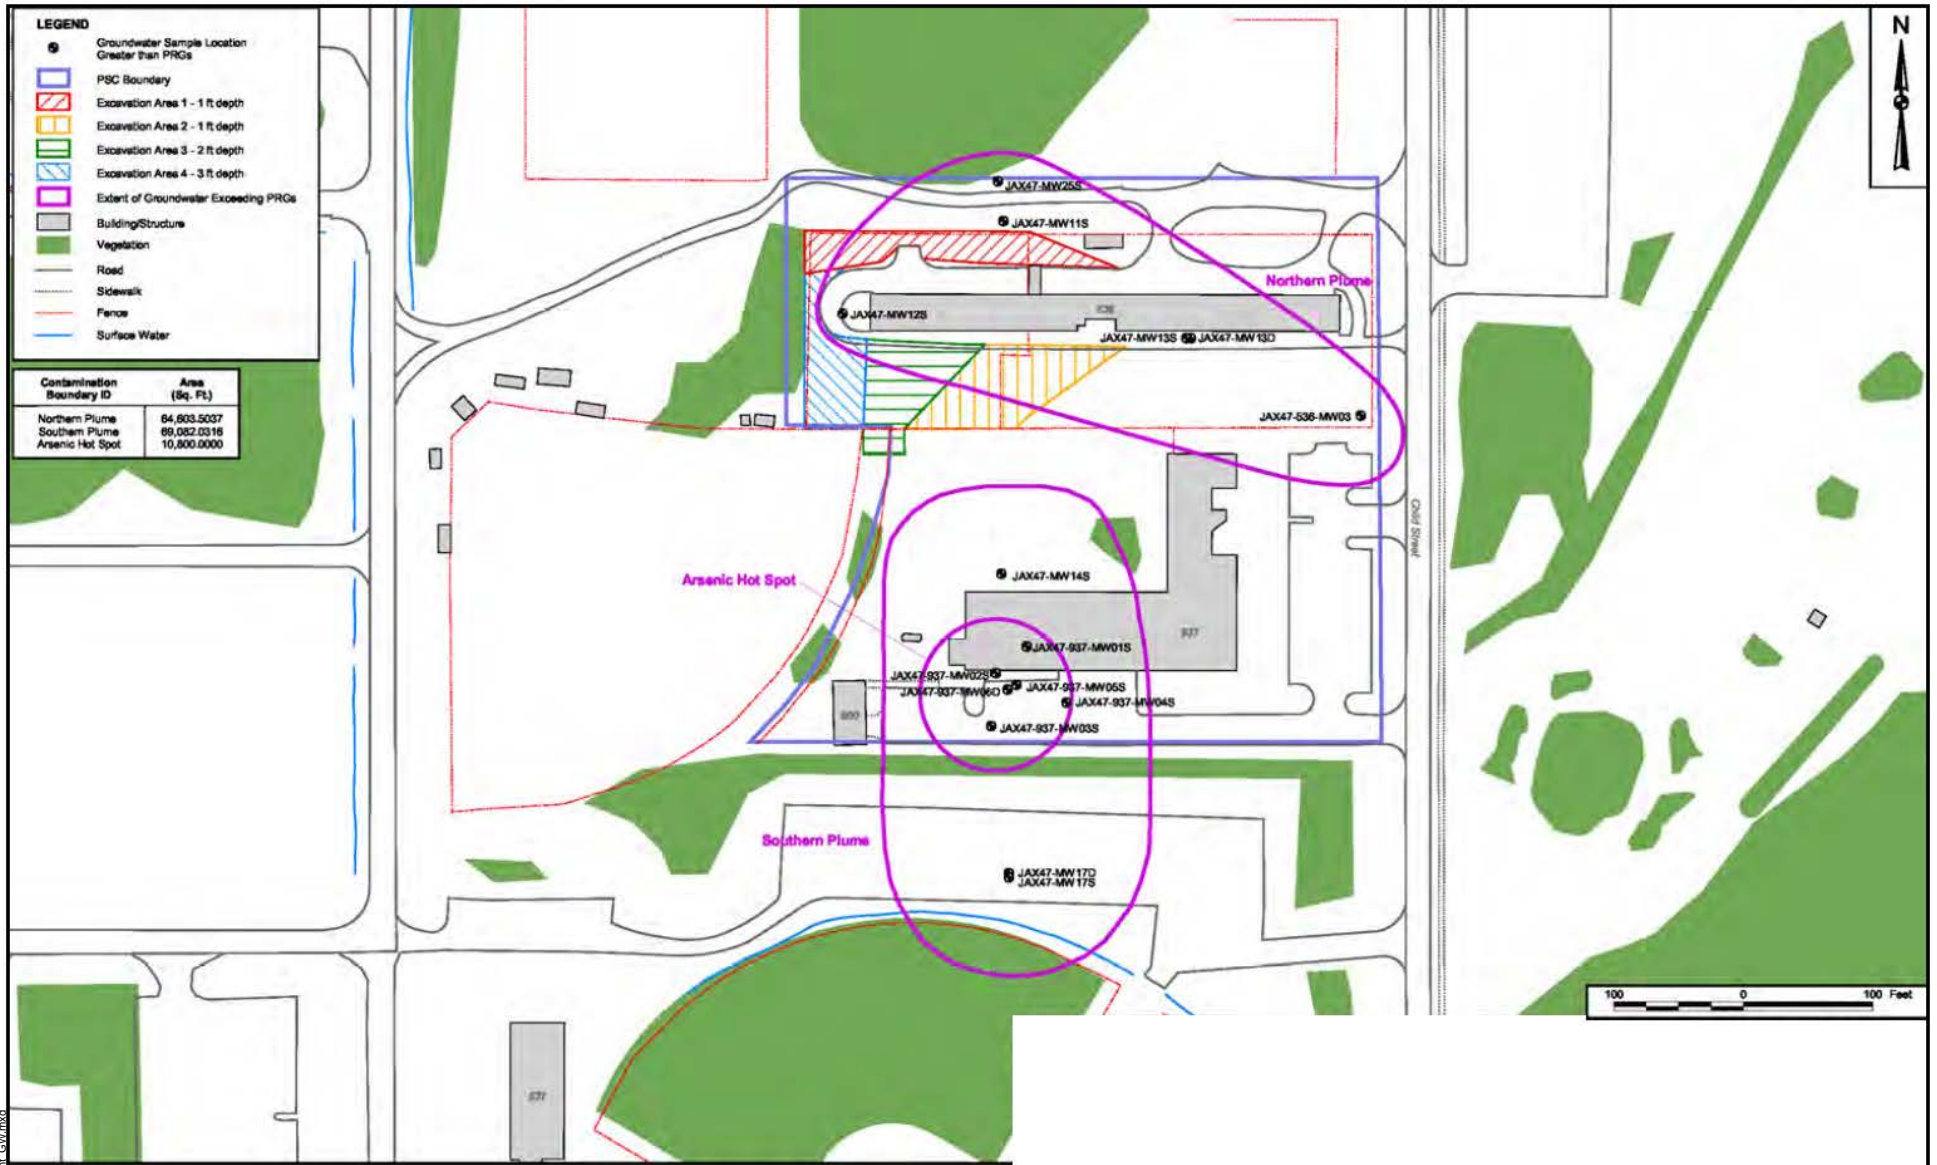 LEGEND
Groundwater Sample Location
Greater than PRGs
PSC Boundary
Excavation Area 1 - 1 ft depth
Excavation Area 2 - 1 ft depth
Excavation Area 3 - 2 ft depth
Excavation Area 4 - 3 ft depth
Extent of Groundwater Exceeding PRGs
Building/Structure
Vegetation
Road
Sidewalk
Fence
Surface Water
Contamination Boundary ID Area (Sq. Ft.)
Northern Plume 64,603.5037
Southern Plume 69,082.0316
Arsenic Hot Spot 10,800.0000
N
JAX47-MW25S
JAX47-MW11S
Northern Plume
JAX47-MW12S
JAX47-MW13S
JAX47-MW13D
JAX47-536-MW03
Child Street
Arsenic Hot Spot
JAX47-MW14S
937
JAX47-937-MW01S
JAX47-937-MW02S
JAX47-937-MW05S
JAX47-937-MW06D
JAX47-937-MW04S
JAX47-937-MW03S
Southern Plume
JAX47-MW17D
JAX47-MW17S
100 0 100 Feet